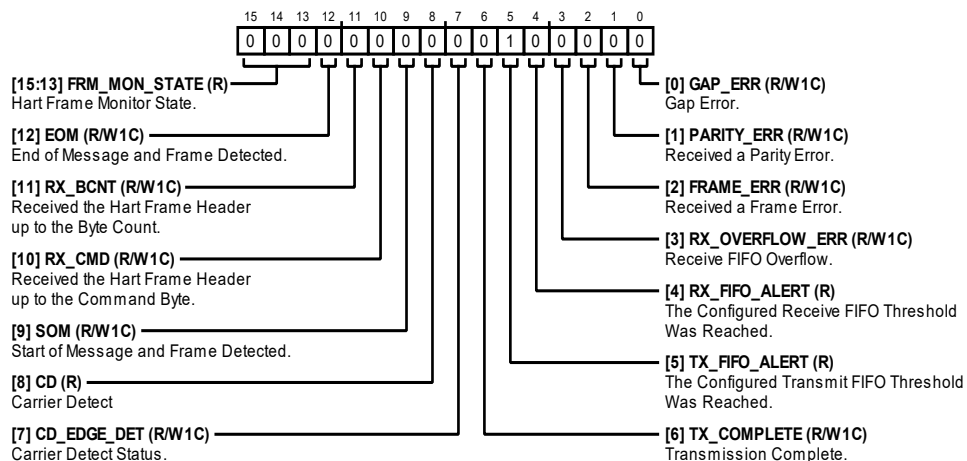 15 14 13 12 11 10 9 8 7 6 5 4 3 2 1 0
0 0 0 0 0 0 0 0 0 0 1 0 0 0 0 0
[15:13] FRM_MON_STATE (R)
Hart Frame Monitor State.
[12] EOM (R/W1C)
End of Message and Frame Detected.
[11] RX_BCNT (R/W1C)
Received the Hart Frame Header
up to the Byte Count.
[10] RX_CMD (R/W1C)
Received the Hart Frame Header
up to the Command Byte.
[9] SOM (R/W1C)
Start of Message and Frame Detected.
[8] CD (R)
Carrier Detect
[7] CD_EDGE_DET (R/W1C)
Carrier Detect Status.
[0] GAP_ERR (R/W1C)
Gap Error.
[1] PARITY_ERR (R/W1C)
Received a Parity Error.
[2] FRAME_ERR (R/W1C)
Received a Frame Error.
[3] RX_OVERFLOW_ERR (R/W1C)
Receive FIFO Overflow.
[4] RX_FIFO_ALERT (R)
The Configured Receive FIFO Threshold
Was Reached.
[5] TX_FIFO_ALERT (R)
The Configured Transmit FIFO Threshold
Was Reached.
[6] TX_COMPLETE (R/W1C)
Transmission Complete.